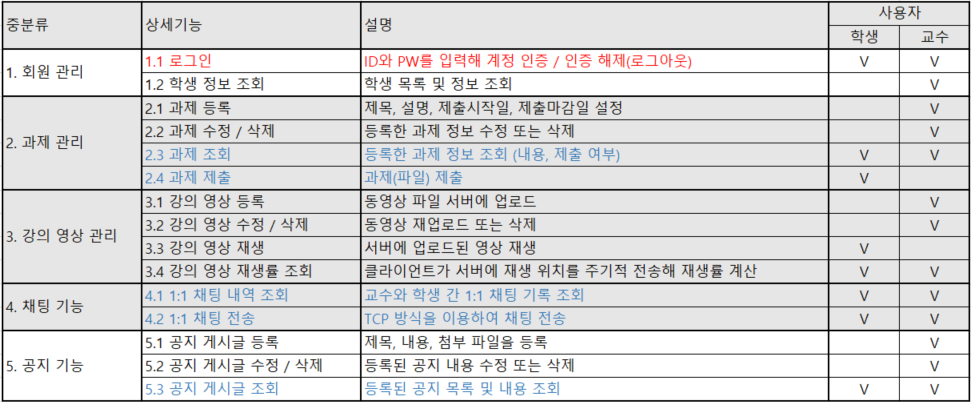 중분류 상세기능 설명 사용자
학생 교수
1. 회원 관리
1.1 로그인 ID와 PW를 입력해 계정 인증 / 인증 해제(로그아웃) V V
1.2 학생 정보 조회 학생 목록 및 정보 조회 V
2. 과제 관리
2.1 과제 등록 제목, 설명, 제출시작일, 제출마감일 설정 V
2.2 과제 수정 / 삭제 등록한 과제 정보 수정 또는 삭제 V
2.3 과제 조회 등록한 과제 정보 조회 (내용, 제출 여부) V V
2.4 과제 제출 과제(파일) 제출 V
3. 강의 영상 관리
3.1 강의 영상 등록 동영상 파일 서버에 업로드 V
3.2 강의 영상 수정 / 삭제 동영상 재업로드 또는 삭제 V
3.3 강의 영상 재생 서버에 업로드된 영상 재생 V
3.4 강의 영상 재생률 조회 클라이언트가 서버에 재생 위치를 주기적 전송해 재생률 계산 V V
4. 채팅 기능
4.1 1:1 채팅 내역 조회 교수와 학생 간 1:1 채팅 기록 조회 V V
4.2 1:1 채팅 전송 TCP 방식을 이용하여 채팅 전송 V V
5. 공지 기능
5.1 공지 게시글 등록 제목, 내용, 첨부 파일을 등록 V
5.2 공지 게시글 수정 / 삭제 등록된 공지 내용 수정 또는 삭제 V
5.3 공지 게시글 조회 등록된 공지 목록 및 내용 조회 V V